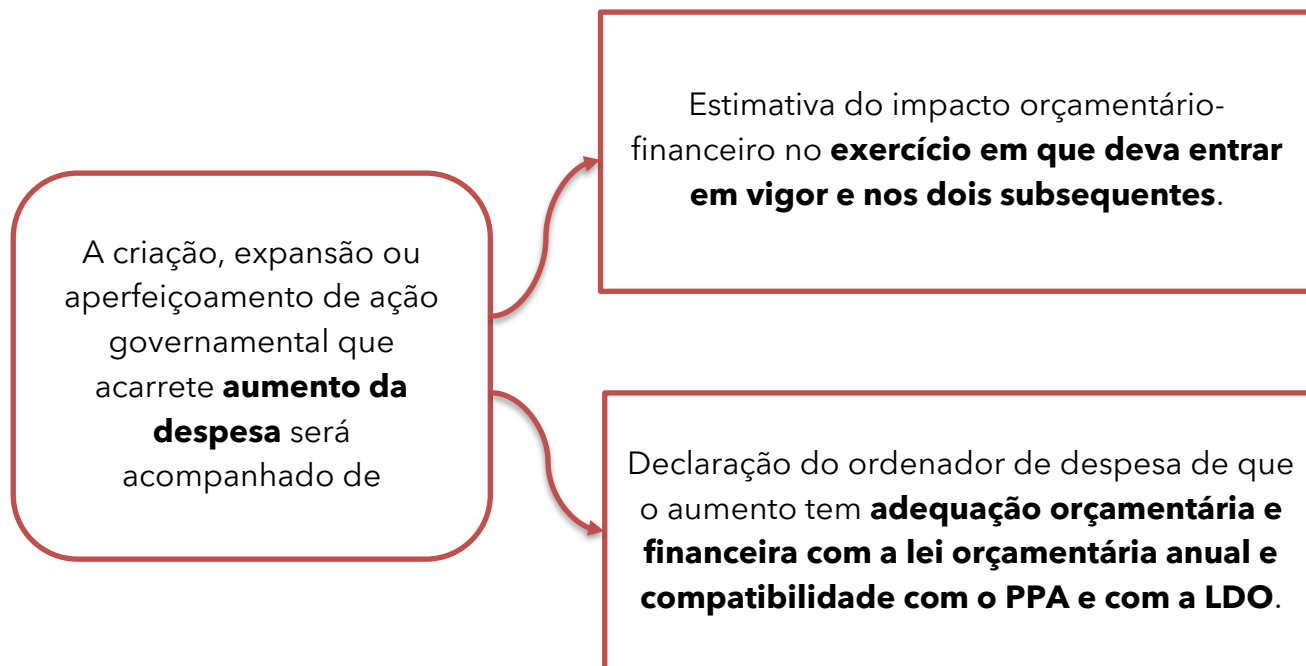 A criação, expansão ou
aperfeiçoamento de ação
governamental que
acarrete aumento da
despesa será
acompanhado de
Estimativa do impacto orçamentário-
financeiro no exercício em que deva entrar
em vigor e nos dois subsequentes.
Declaração do ordenador de despesa de que
o aumento tem adequação orçamentária e
financeira com a lei orçamentária anual e
compatibilidade com o PPA e com a LDO.